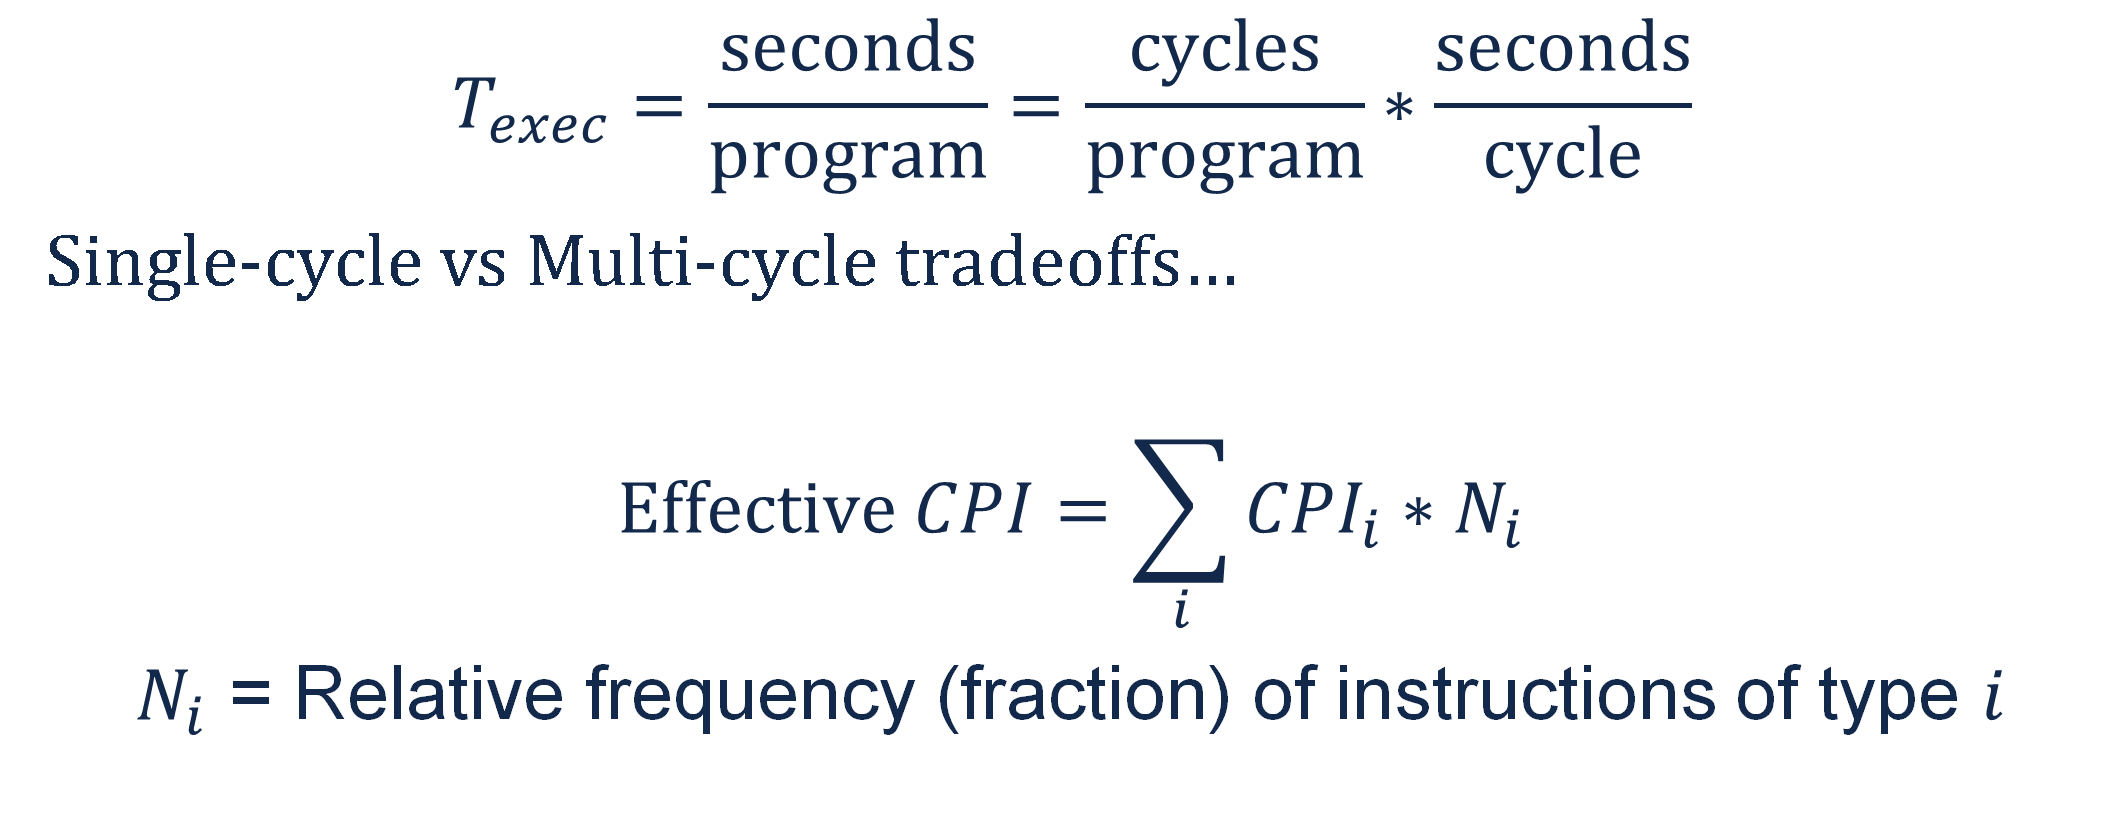 T_exec = seconds/program = cycles/program * seconds/cycle
Single-cycle vs Multi-cycle tradeoffs...
Effective CPI = ∑_i CPI_i * N_i
N_i = Relative frequency (fraction) of instructions of type i